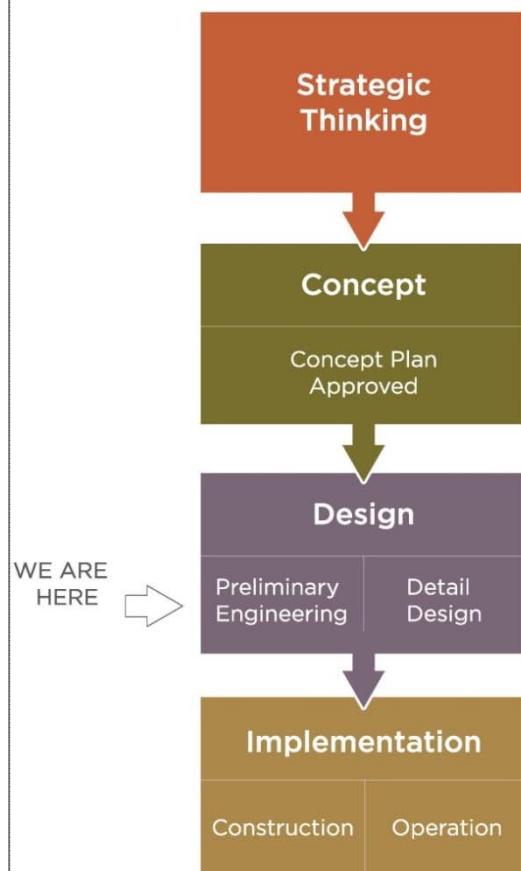 Strategic
Thinking
Concept
Concept Plan
Approved
Design
WE ARE
HERE
Preliminary
Engineering
Detail
Design
Implementation
Construction
Operation